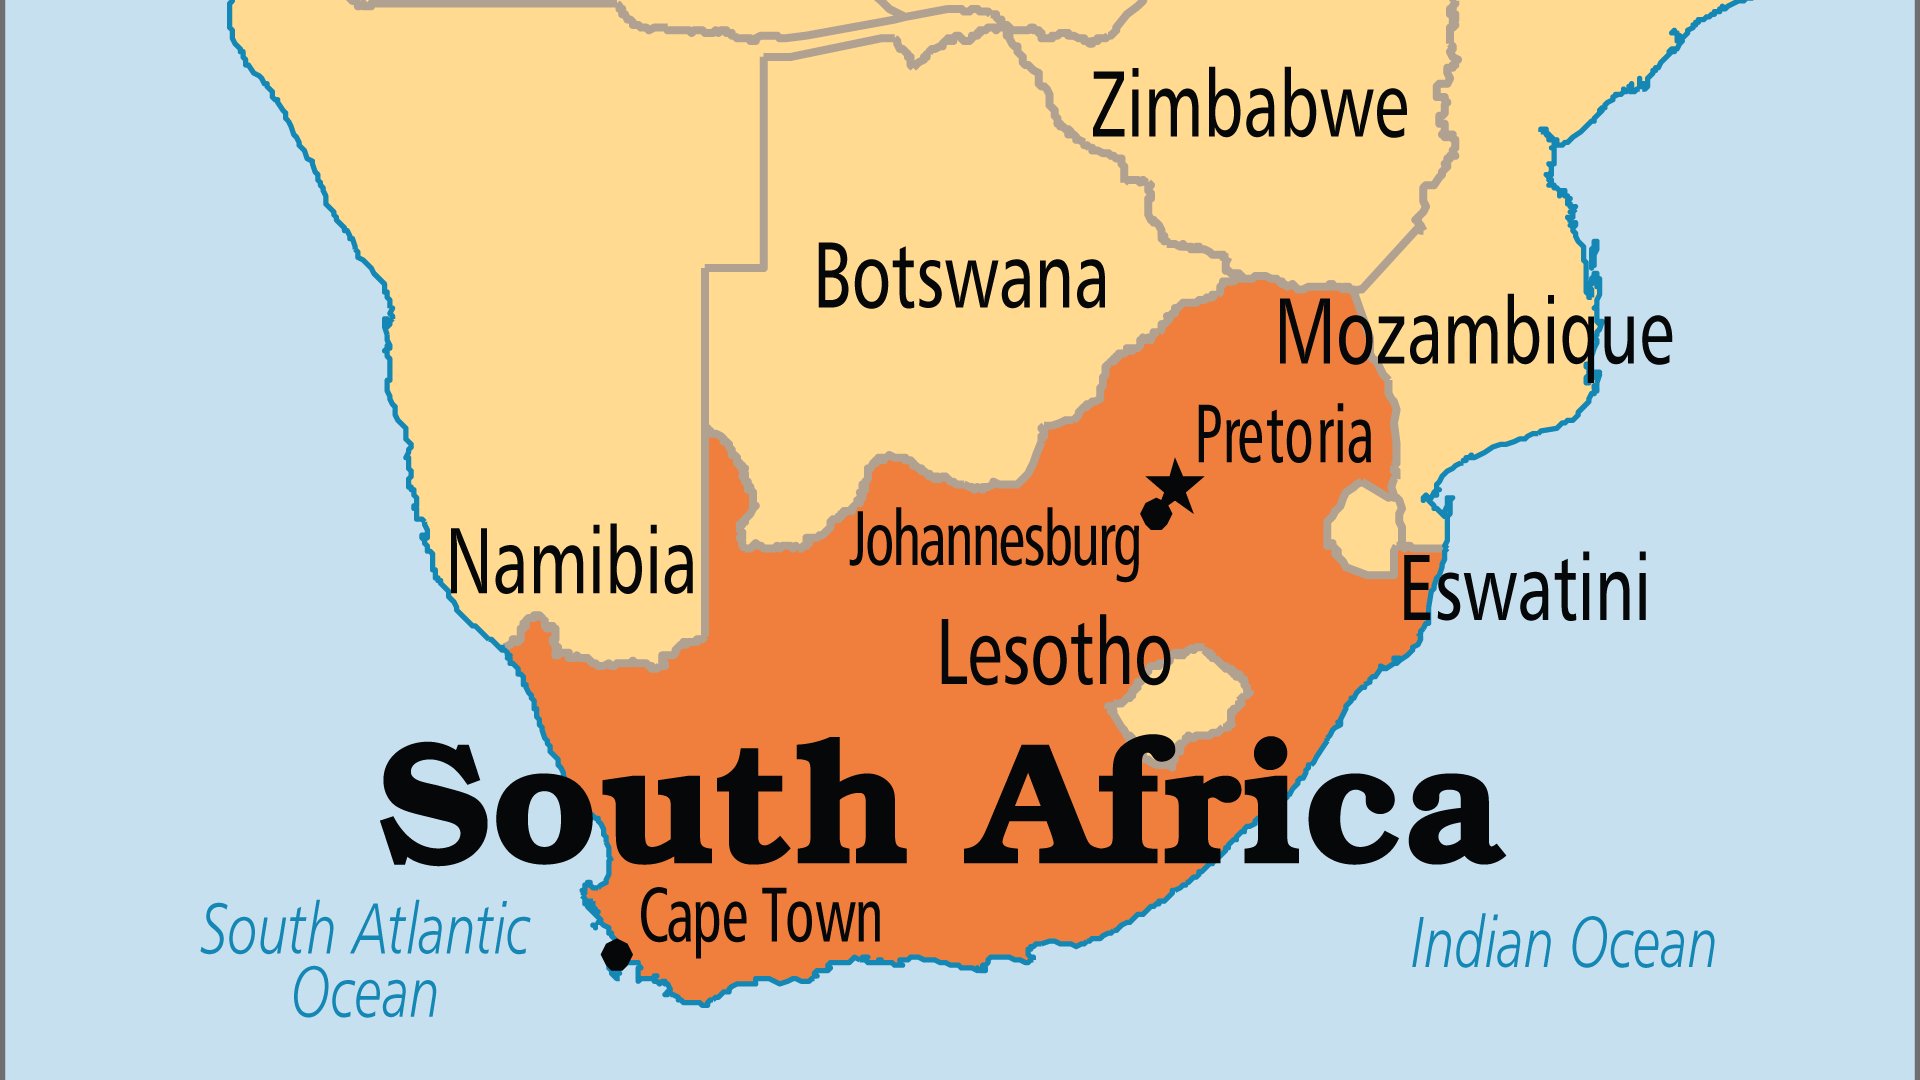 Zimbabwe
Botswana
Mozambique
Pretoria
Johannesburg
Namibia
Eswatini
Lesotho
South Africa
Cape Town
South Atlantic
Ocean
Indian Ocean